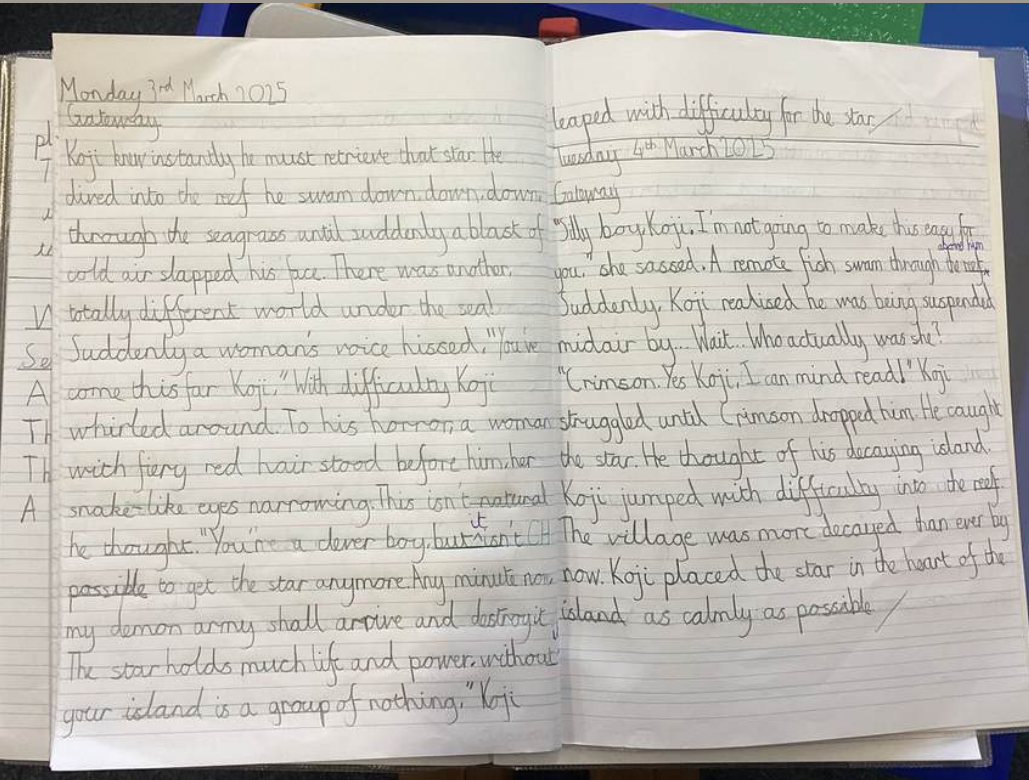 Monday 3rd March 2025
Gateway
Koji knew instantly he must retrieve that star. He
dived into the reef he swam down, down, down
through the seagrass until suddenly a blast of
cold air slapped his face. There was another,
totally different world under the sea!
Suddenly a woman's voice hissed, "You've
come this far Koji," With difficulty Koji
whirled around. To his horror, a woman
with fiery red hair stood before him, her
snake-like eyes narrowing. This isn't natural
he thought. "You're a clever boy, but it isn't CH
possible to get the star anymore. Any minute now,
my demon army shall arrive and destroy it
The star holds much life and power, without
your island is a group of nothing," Koji
leaped with difficulty for the star
Tuesday 4th March 2025
Gateway
"Silly boy, Koji, I'm not going to make this easy for
above him
you," she sassed. A remote fish swam through the reef.
Suddenly, Koji realised he was being suspended
midair by... Wait... Who actually was she?
"Crimson. Yes Koji, I can mind read!" Koji
struggled until Crimson dropped him. He caught
the star. He thought of his decaying island.
Koji jumped with difficulty into the reef.
The village was more decayed than ever by
now. Koji placed the star in the heart of the
island as calmly as possible
pl
T
u
V
Se
A
Th
Th
A